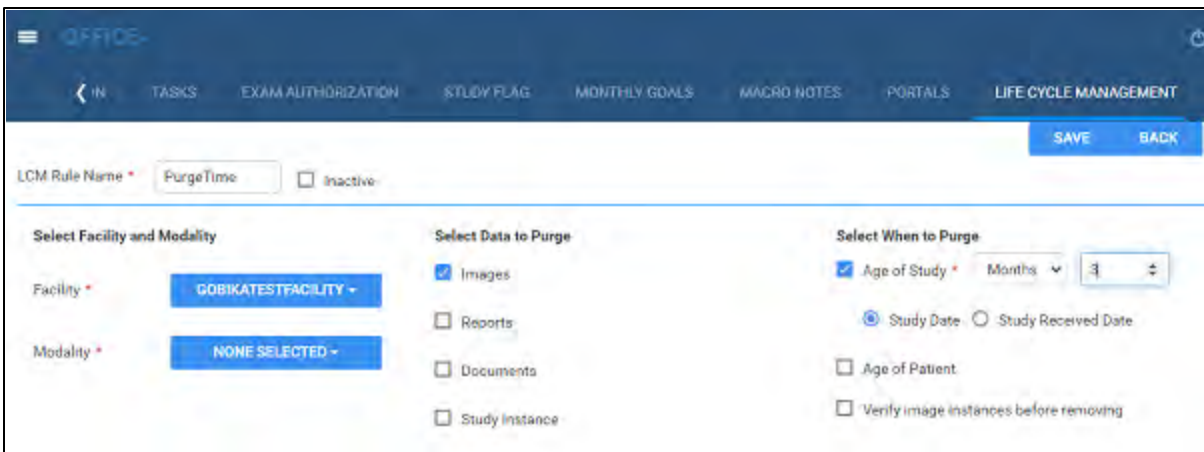 OFFICE-
IN TASKS EXAM AUTHORIZATION STUDY FLAG MONTHLY GOALS MACRO NOTES PORTALS LIFE CYCLE MANAGEMENT
SAVE BACK
LCM Rule Name * PurgeTime Inactive
Select Facility and Modality Select Data to Purge Select When to Purge
Images Age of Study * Months 3
Facility * GOBIKATESTFACILITY
Reports Study Date Study Received Date
Modality * NONE SELECTED
Documents Age of Patient
Study Instance Verify image instances before removing